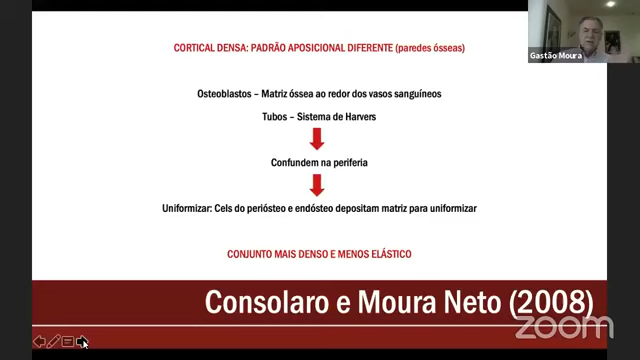 CORTICAL DENSA: PADRÃO APOSICIONAL DIFERENTE (paredes ósseas)
Gastão Moura
Osteoblastos – Matriz óssea ao redor dos vasos sanguíneos
Tubos – Sistema de Harvers
Confundem na periferia
Uniformizar: Cels do periósteo e endósteo depositam matriz para uniformizar
CONJUNTO MAIS DENSO E MENOS ELÁSTICO
Consolaro e Moura Neto (2008)
zoom